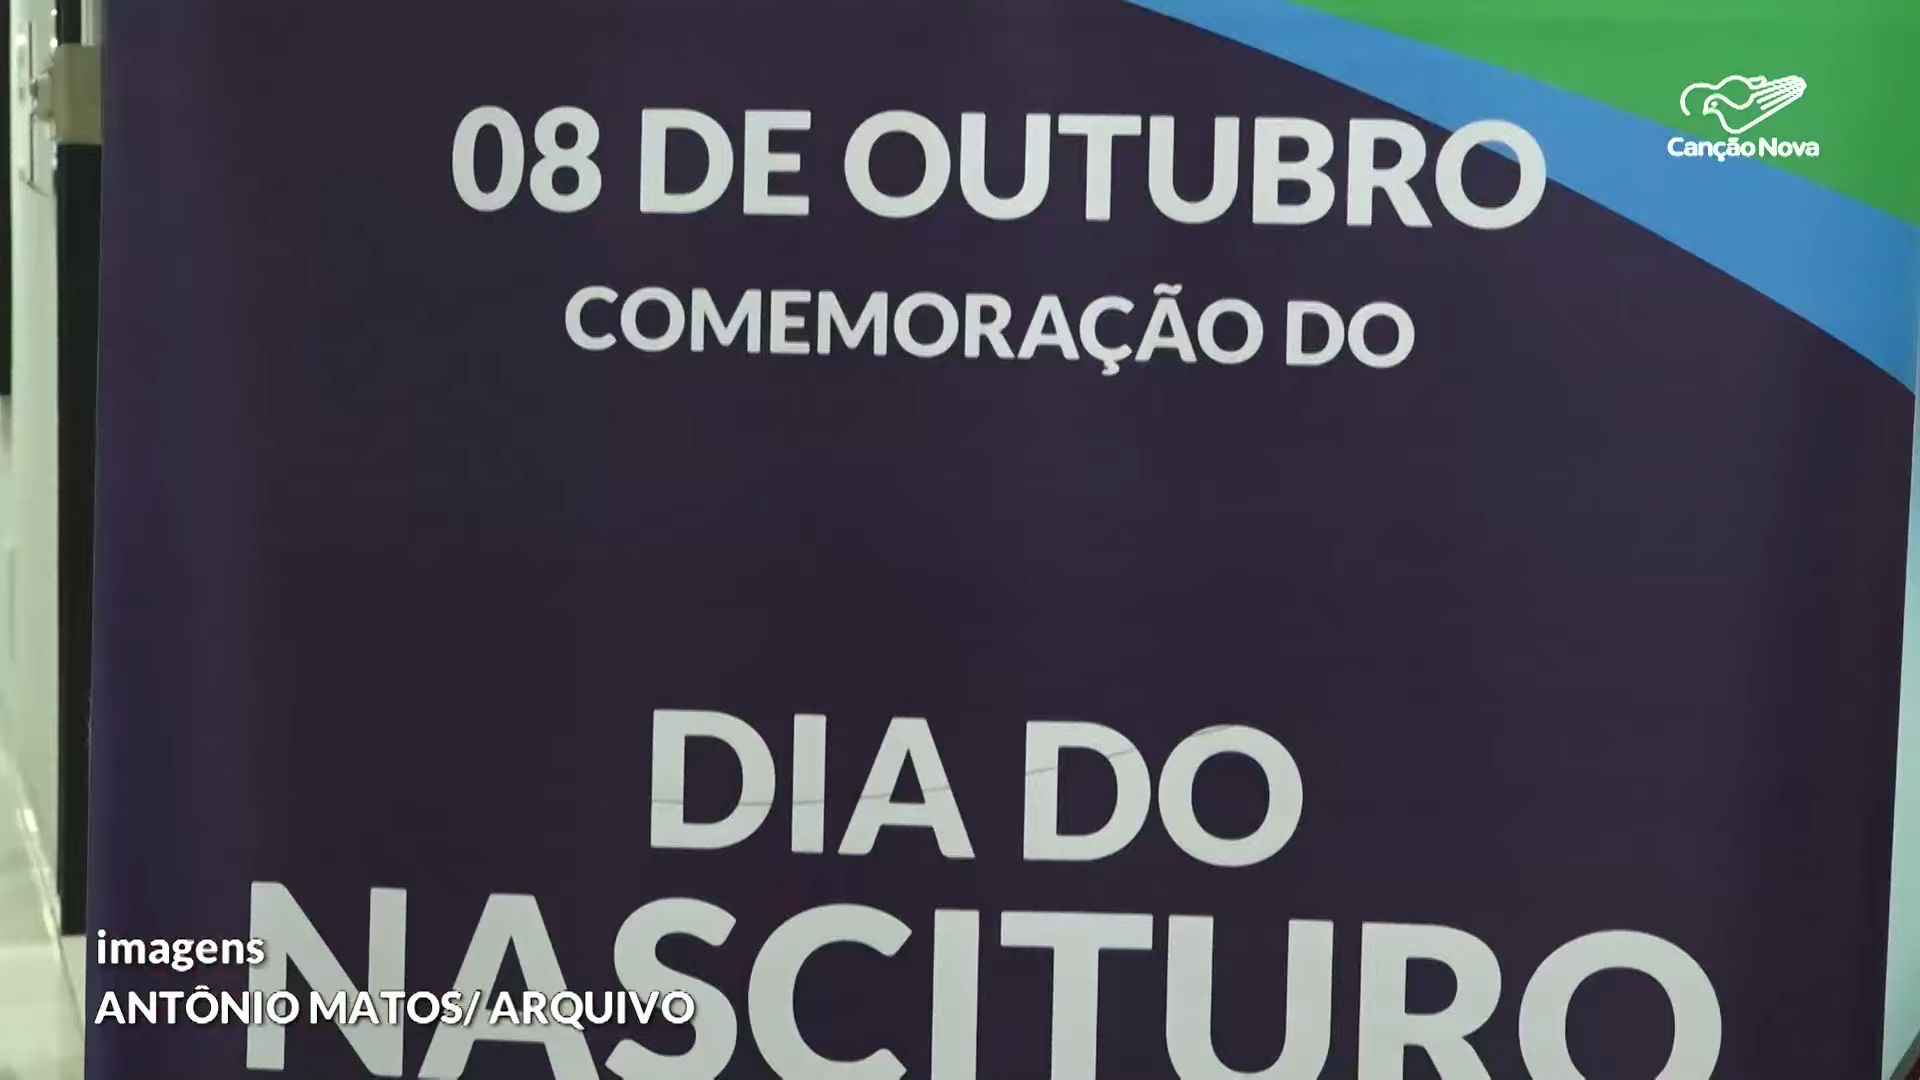 Canção Nova
08 DE OUTUBRO
COMEMORAÇÃO DO
DIA DO
NASCITURO
imagens
ANTÔNIO MATOS/ARQUIVO